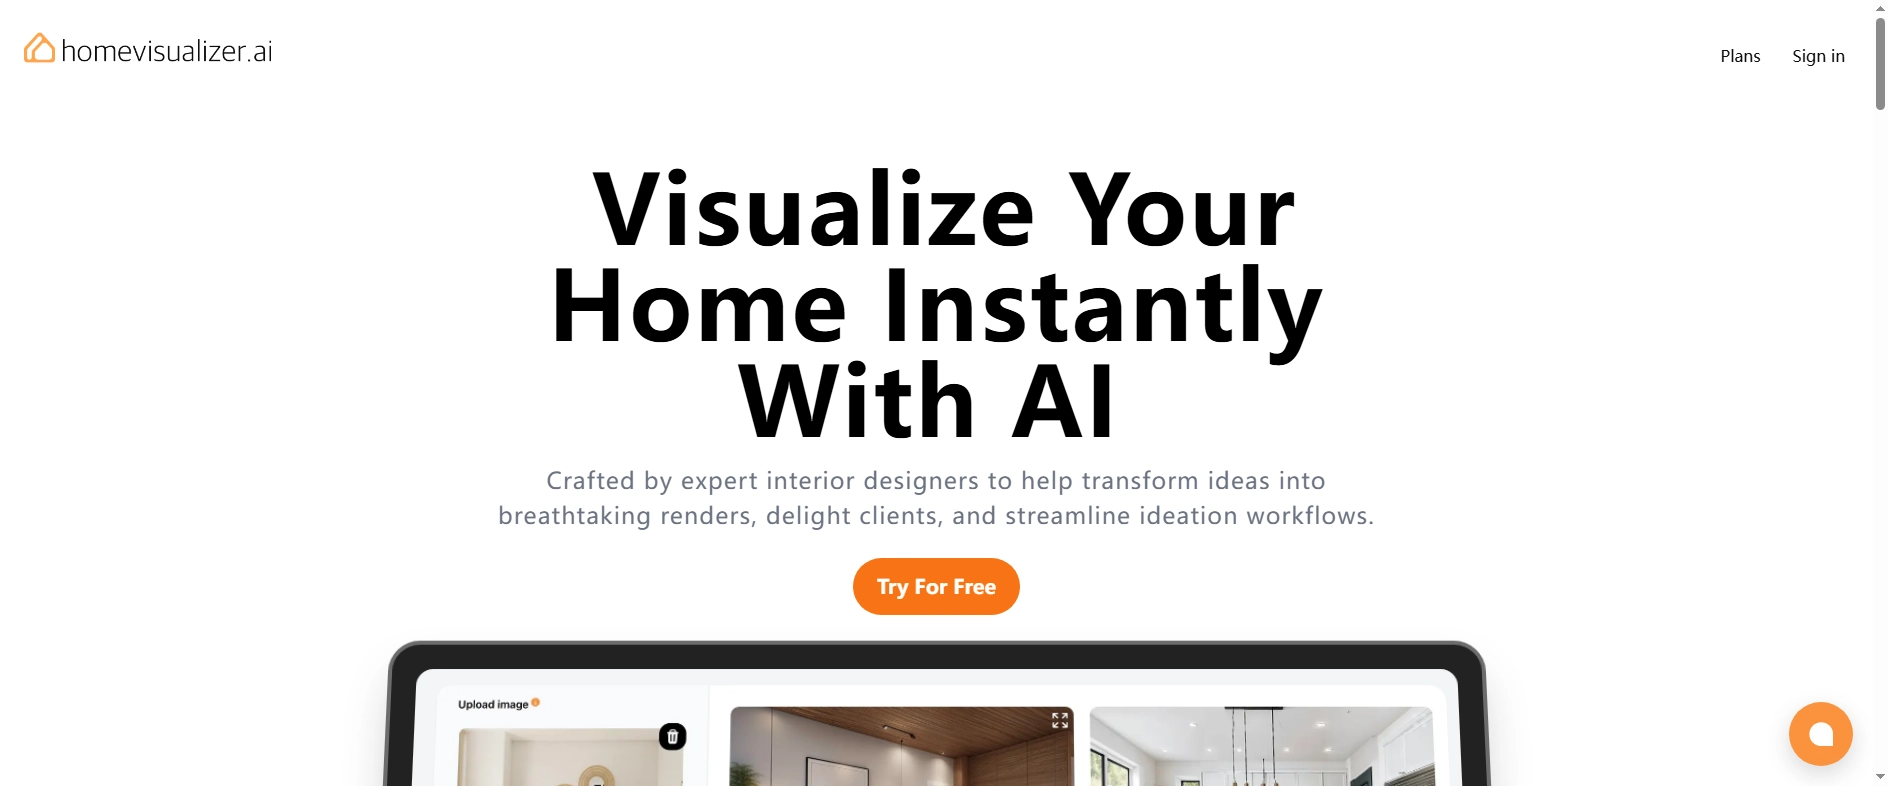 homevisualizer.ai
Plans
Sign in
Visualize Your
Home Instantly
With AI
Crafted by expert interior designers to help transform ideas into
breathtaking renders, delight clients, and streamline ideation workflows.
Try For Free
Upload image